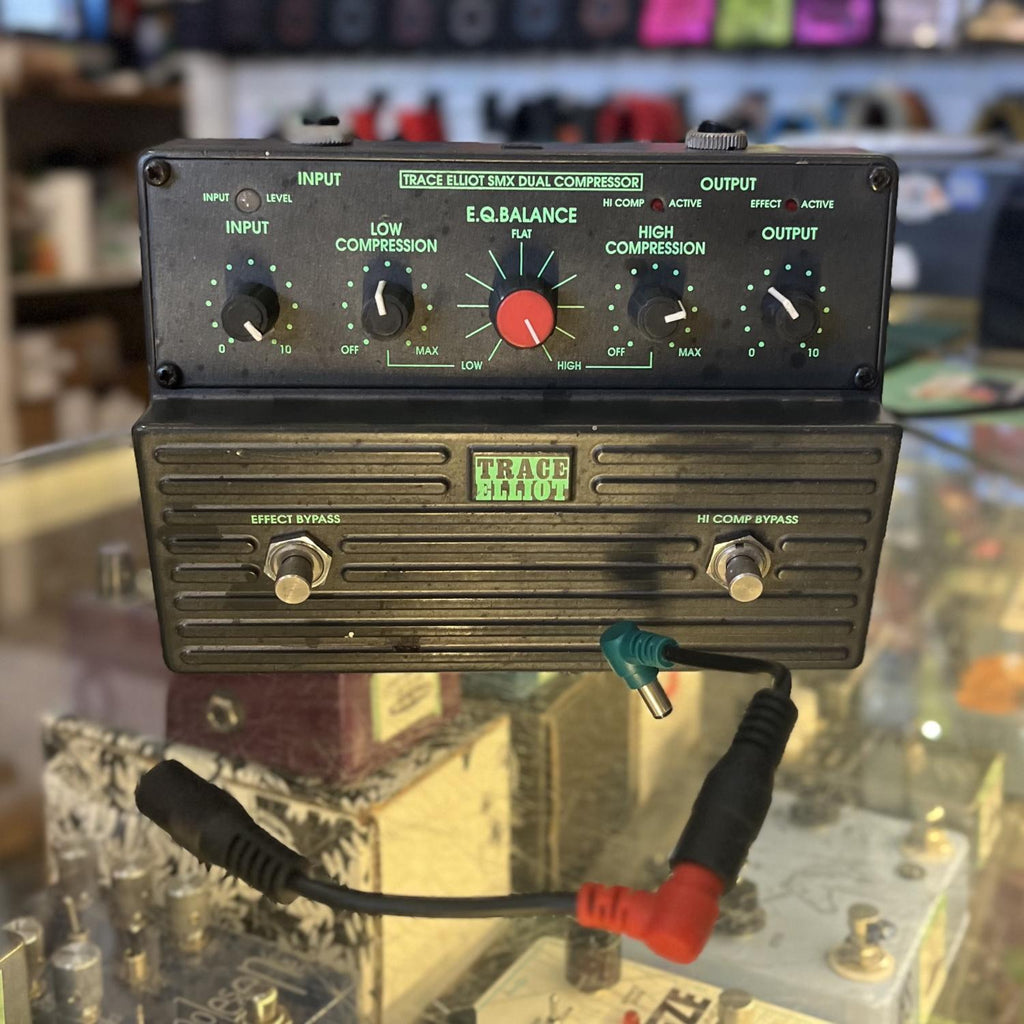 INPUT
TRACE ELLIOT SMX DUAL COMPRESSOR
OUTPUT
INPUT LEVEL
HI COMP ACTIVE
EFFECT ACTIVE
INPUT
LOW
COMPRESSION
E.Q.BALANCE
FLAT
HIGH
COMPRESSION
OUTPUT
0 10
OFF MAX
LOW HIGH
OFF MAX
0 10
TRACE
ELLIOT
EFFECT BYPASS
HI COMP BYPASS